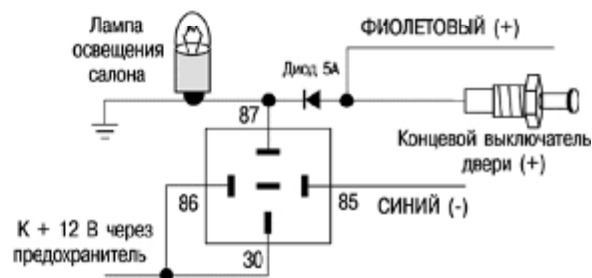 Лампа
освещения
салона
ФИОЛЕТОВЫЙ (+)
Диод 5А
87
Концевой выключатель
двери (+)
86
85
СИНИЙ (-)
К + 12 В через
предохранитель
30